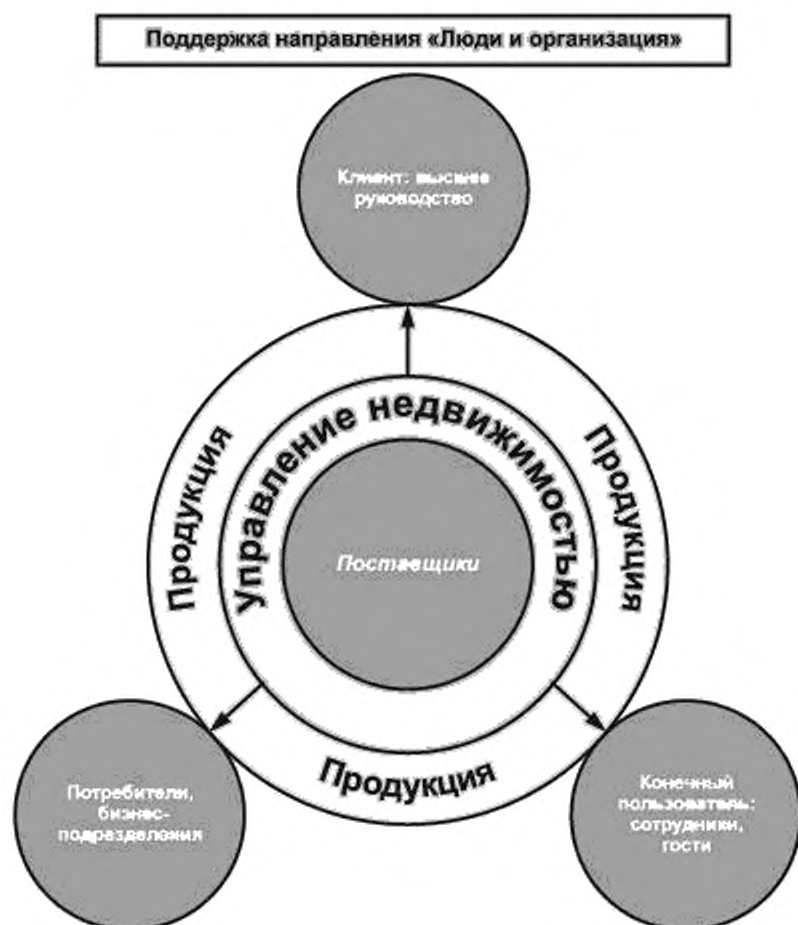 Поддержка направления «Люди и организация»
Клиент: высшее
руководство
Управление недвижимостью
Продукция
Продукция
Поставщики
Продукция
Потребители,
бизнес-
подразделения
Конечный
пользователь:
сотрудники,
гости